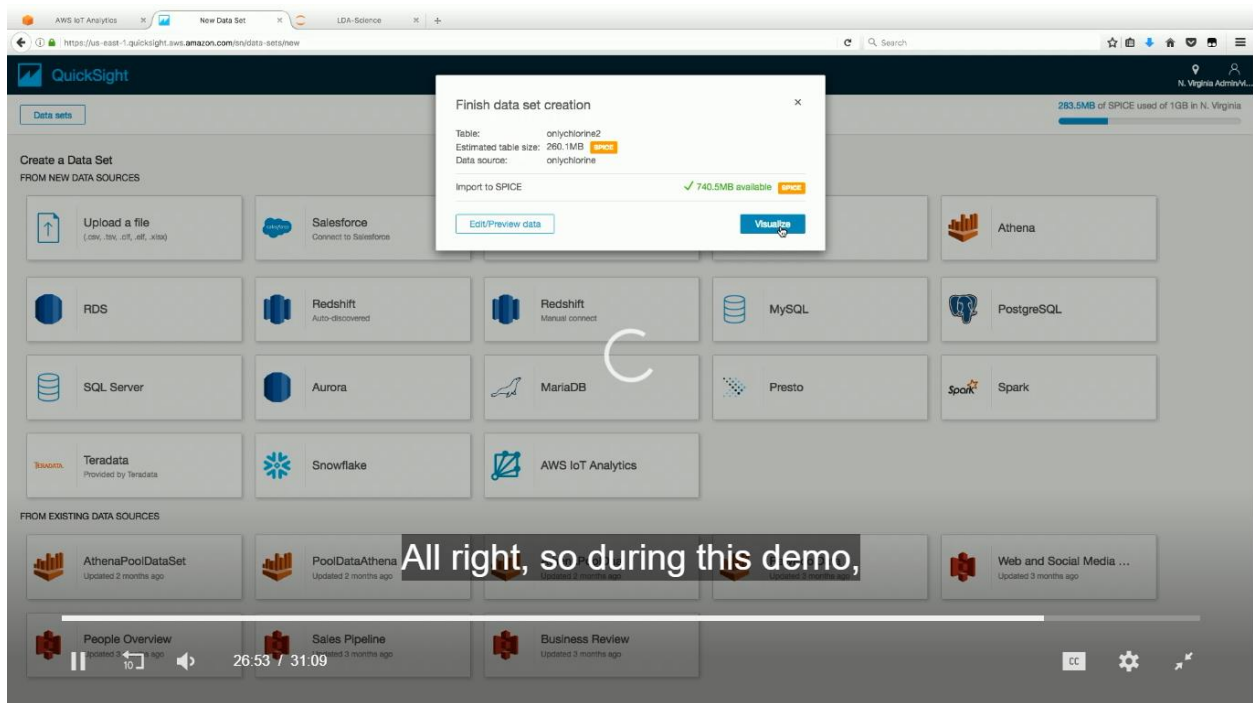 AWS IoT Analytics
New Data Set
LDA-Science
https://us-east-1.quicksight.aws.amazon.com/sn/data-sets/new
Search
QuickSight
N. Virginia
Data sets
283.5MB of SPICE used of 1GB in N. Virginia
Finish data set creation
Table: onlychlorine2
Estimated table size: 260.1MB SPICE
Data source: onlychlorine
Import to SPICE
740.5MB available SPICE
Edit/Preview data
Visualize
Create a Data Set
FROM NEW DATA SOURCES
Upload a file
Salesforce
Connect to Salesforce
Athena
RDS
Redshift
Auto-discovered
Redshift
Manual connect
MySQL
PostgreSQL
SQL Server
Aurora
MariaDB
Presto
Spark
Spark
TERADATA
Teradata
Provided by Teradata
Snowflake
AWS IoT Analytics
FROM EXISTING DATA SOURCES
AthenaPoolDataSet
Updated 2 months ago
PoolDataAthena
Updated 2 months ago
Web and Social Media ...
Updated 3 months ago
All right, so during this demo,
People Overview
Updated 3 months ago
Sales Pipeline
Updated 3 months ago
Business Review
Updated 3 months ago
10
26:53 / 31:09
CC